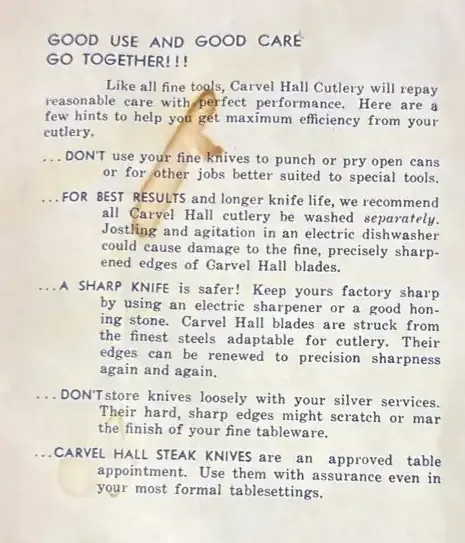 GOOD USE AND GOOD CARE
GO TOGETHER!!!
Like all fine tools, Carvel Hall Cutlery will repay
reasonable care with perfect performance. Here are a
few hints to help you get maximum efficiency from your
cutlery.
... DON'T use your fine knives to punch or pry open cans
or for other jobs better suited to special tools.
...FOR BEST RESULTS and longer knife life, we recommend
all Carvel Hall cutlery be washed separately.
Jostling and agitation in an electric dishwasher
could cause damage to the fine, precisely sharp-
ened edges of Carvel Hall blades.
...A SHARP KNIFE is safer! Keep yours factory sharp
by using an electric sharpener or a good hon-
ing stone. Carvel Hall blades are struck from
the finest steels adaptable for cutlery. Their
edges can be renewed to precision sharpness
again and again.
... DON'T store knives loosely with your silver services.
Their hard, sharp edges might scratch or mar
the finish of your fine tableware.
...CARVEL HALL STEAK KNIVES are an approved table
appointment. Use them with assurance even in
your most formal tablesettings.